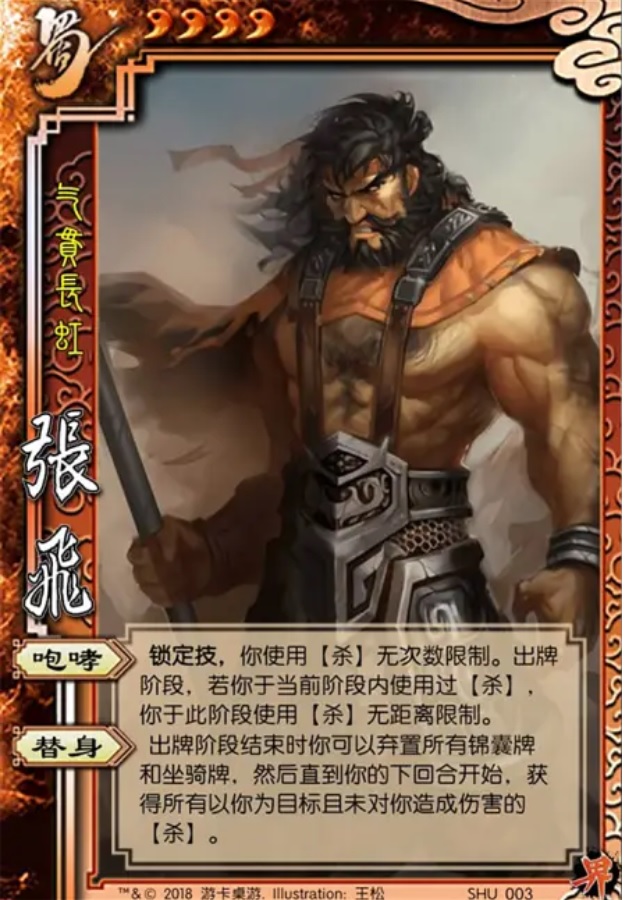 蜀
气貫長虹
張飛
咆哮
锁定技，你使用【杀】无次数限制。出牌
阶段，若你于当前阶段内使用过【杀】，
你于此阶段使用【杀】无距离限制。
替身
出牌阶段结束时你可以弃置所有锦囊牌
和坐骑牌，然后直到你的下回合开始，获
得所有以你为目标且未对你造成伤害的
【杀】。
™&© 2018 游卡桌游. Illustration: 王松
SHU 003
界